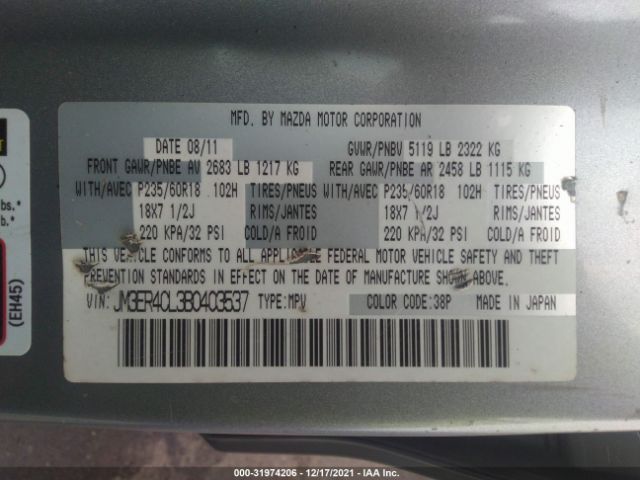 MFD. BY MAZDA MOTOR CORPORATION
DATE 08/11 GVWR/PNBV 5119 LB 2322 KG
FRONT GAWR/PNBE AV 2683 LB 1217 KG REAR GAWR/PNBE AR 2458 LB 1115 KG
WITH/AVEC P235/60R18 102H TIRES/PNEUS WITH/AVEC P235/60R18 102H TIRES/PNEUS
18X7 1/2J RIMS/JANTES 18X7 1/2J RIMS/JANTES
220 KPA/32 PSI COLD/A FROID 220 KPA/32 PSI COLD/A FROID
THIS VEHICLE CONFORMS TO ALL APPLICABLE FEDERAL MOTOR VEHICLE SAFETY AND THEFT
PREVENTION STANDARDS IN EFFECT ON THE DATE OF MANUFACTURE SHOWN ABOVE.
VIN: JM3ER4CL3B0403537 TYPE:MPV COLOR CODE:38P MADE IN JAPAN
lbs.*
lb.*
(EH45)
000-31974206 - 12/17/2021 - IAA Inc.